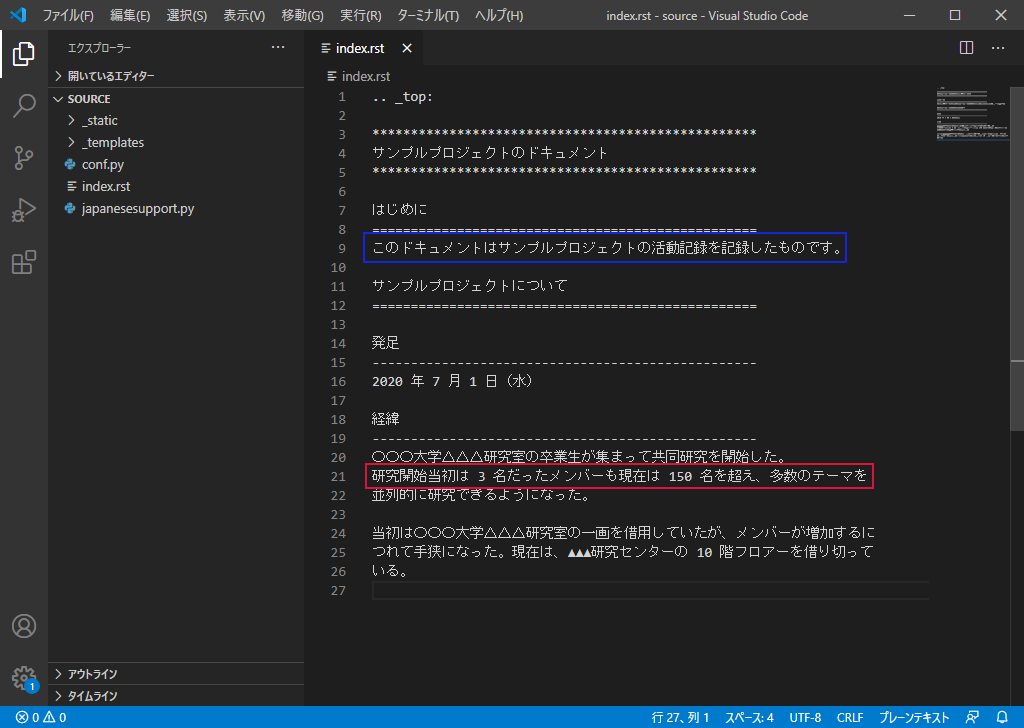 ファイル(F) 編集(E) 選択(S) 表示(V) 移動(G) 実行(R) ターミナル(T) ヘルプ(H) index.rst - source - Visual Studio Code
エクスプローラー ...
開いているエディター
SOURCE
_static
_templates
conf.py
index.rst
japanesesupport.py
アウトライン
タイムライン
index.rst
index.rst
1 .. _top:
2
3 **************************************************
4 サンプルプロジェクトのドキュメント
5 **************************************************
6
7 はじめに
8 ==================================================
9 このドキュメントはサンプルプロジェクトの活動記録を記録したものです。
10
11 サンプルプロジェクトについて
12 ==================================================
13
14 発足
15 --------------------------------------------------
16 2020 年 7 月 1 日（水）
17
18 経緯
19 --------------------------------------------------
20 〇〇〇大学△△△研究室の卒業生が集まって共同研究を開始した。
21 研究開始当初は 3 名だったメンバーも現在は 150 名を超え、多数のテーマを
22 並列的に研究できるようになった。
23
24 当初は〇〇〇大学△△△研究室の一画を借用していたが、メンバーが増加するに
25 つれて手狭になった。現在は、▲▲▲研究センターの 10 階フロアーを借り切って
26 いる。
27
1
0 0 行 27、列 1 スペース: 4 UTF-8 CRLF プレーンテキスト